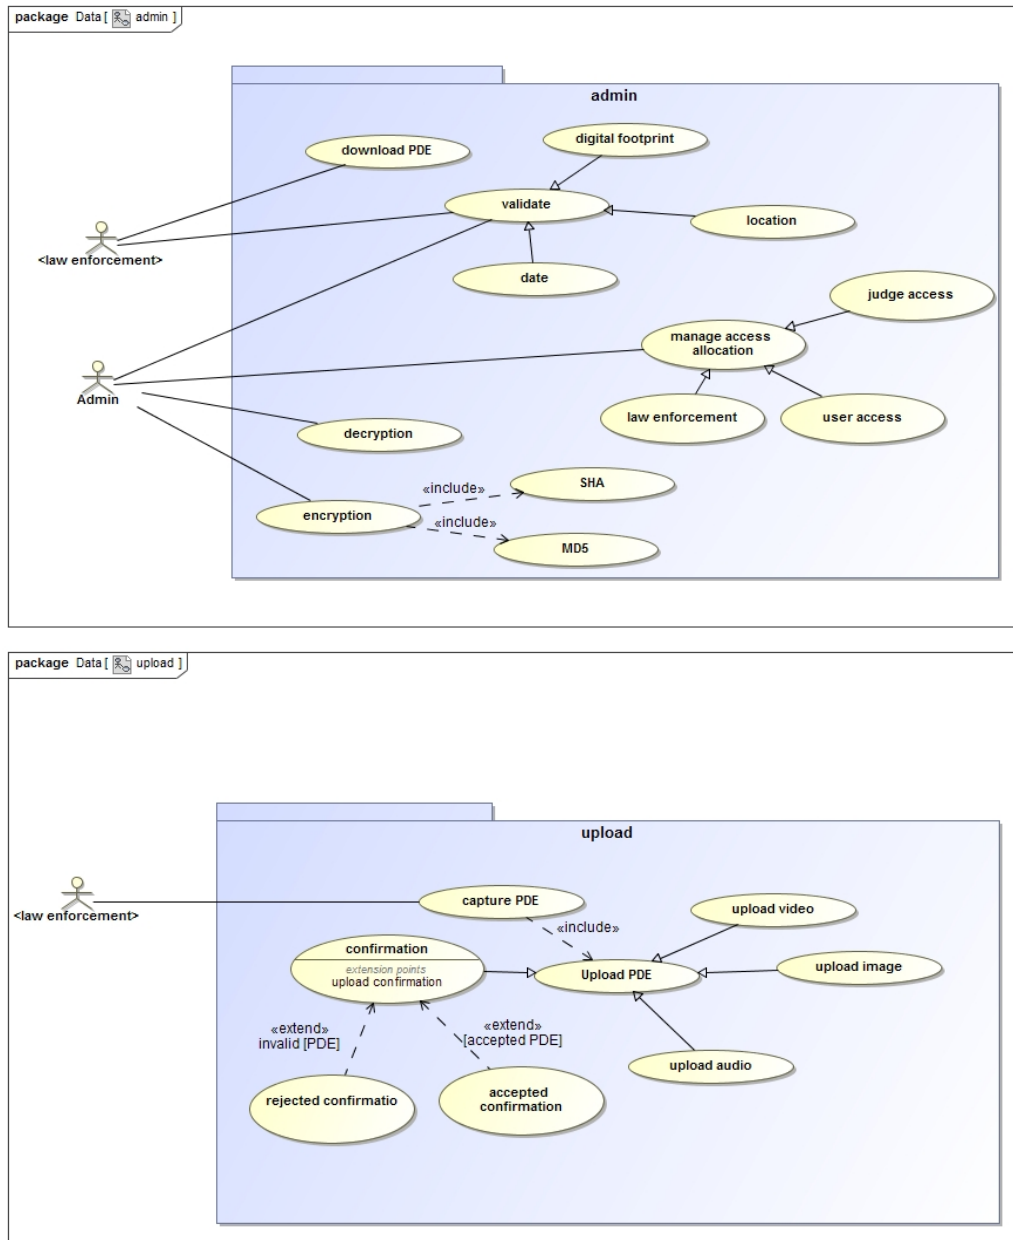 package Data [ admin ]
admin
digital footprint
download PDE
validate
location
<law enforcement>
date
judge access
manage access
allocation
Admin
law enforcement
user access
decryption
«include»
SHA
encryption
«include»
MD5
package Data [ upload ]
upload
<law enforcement>
capture PDE
upload video
«include»
confirmation
extension points
upload confirmation
Upload PDE
upload image
«extend»
invalid [PDE]
«extend»
[accepted PDE]
upload audio
rejected confirmatio
accepted
confirmation